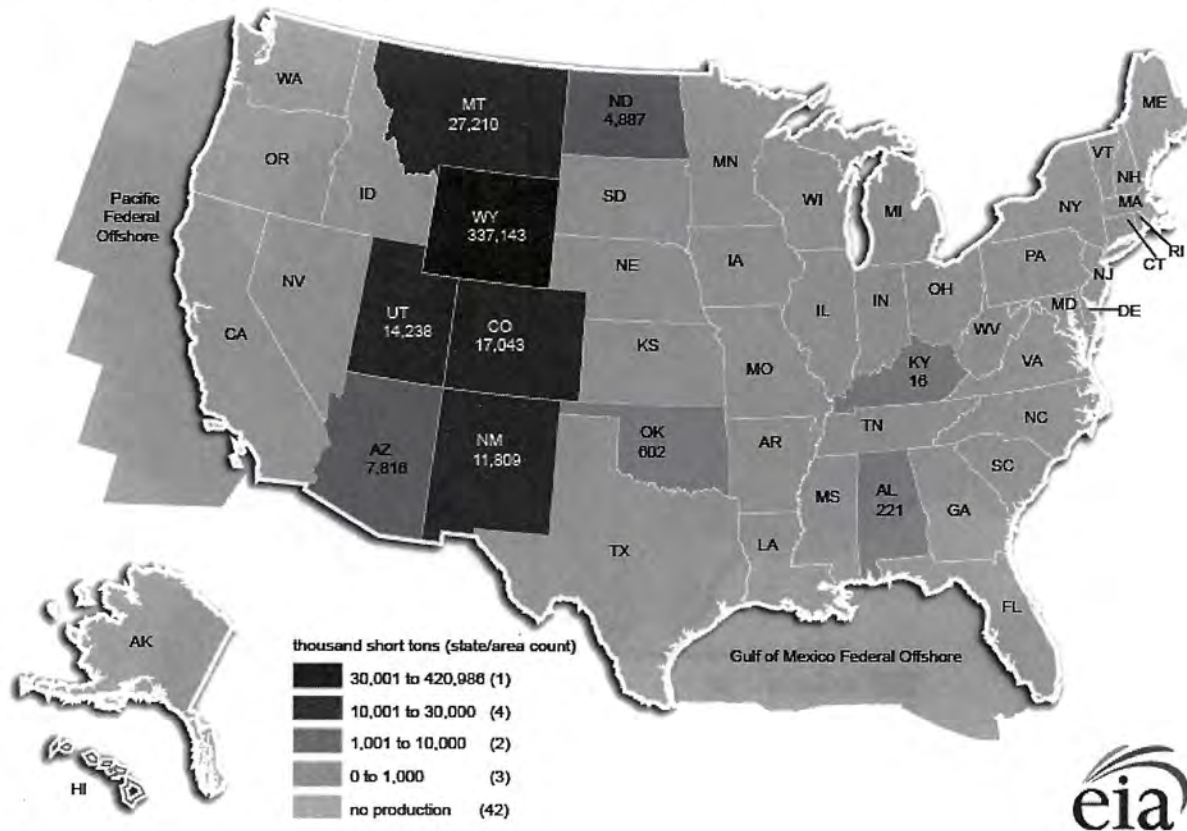 WA
MT
27,210
ND
4,887
MN
ME
VT
NH
OR
ID
SD
WI
MI
NY
MA
RI
CT
Pacific
Federal
Offshore
WY
337,143
NE
IA
PA
NJ
NV
UT
14,238
CO
17,043
IL
IN
OH
MD
DE
CA
KS
MO
WV
VA
KY
16
AZ
7,816
NM
11,809
OK
602
AR
TN
NC
SC
MS
AL
221
GA
TX
LA
FL
AK
HI
Gulf of Mexico Federal Offshore
thousand short tons (state/area count)
30,001 to 420,986 (1)
10,001 to 30,000 (4)
1,001 to 10,000 (2)
0 to 1,000 (3)
no production (42)
eia